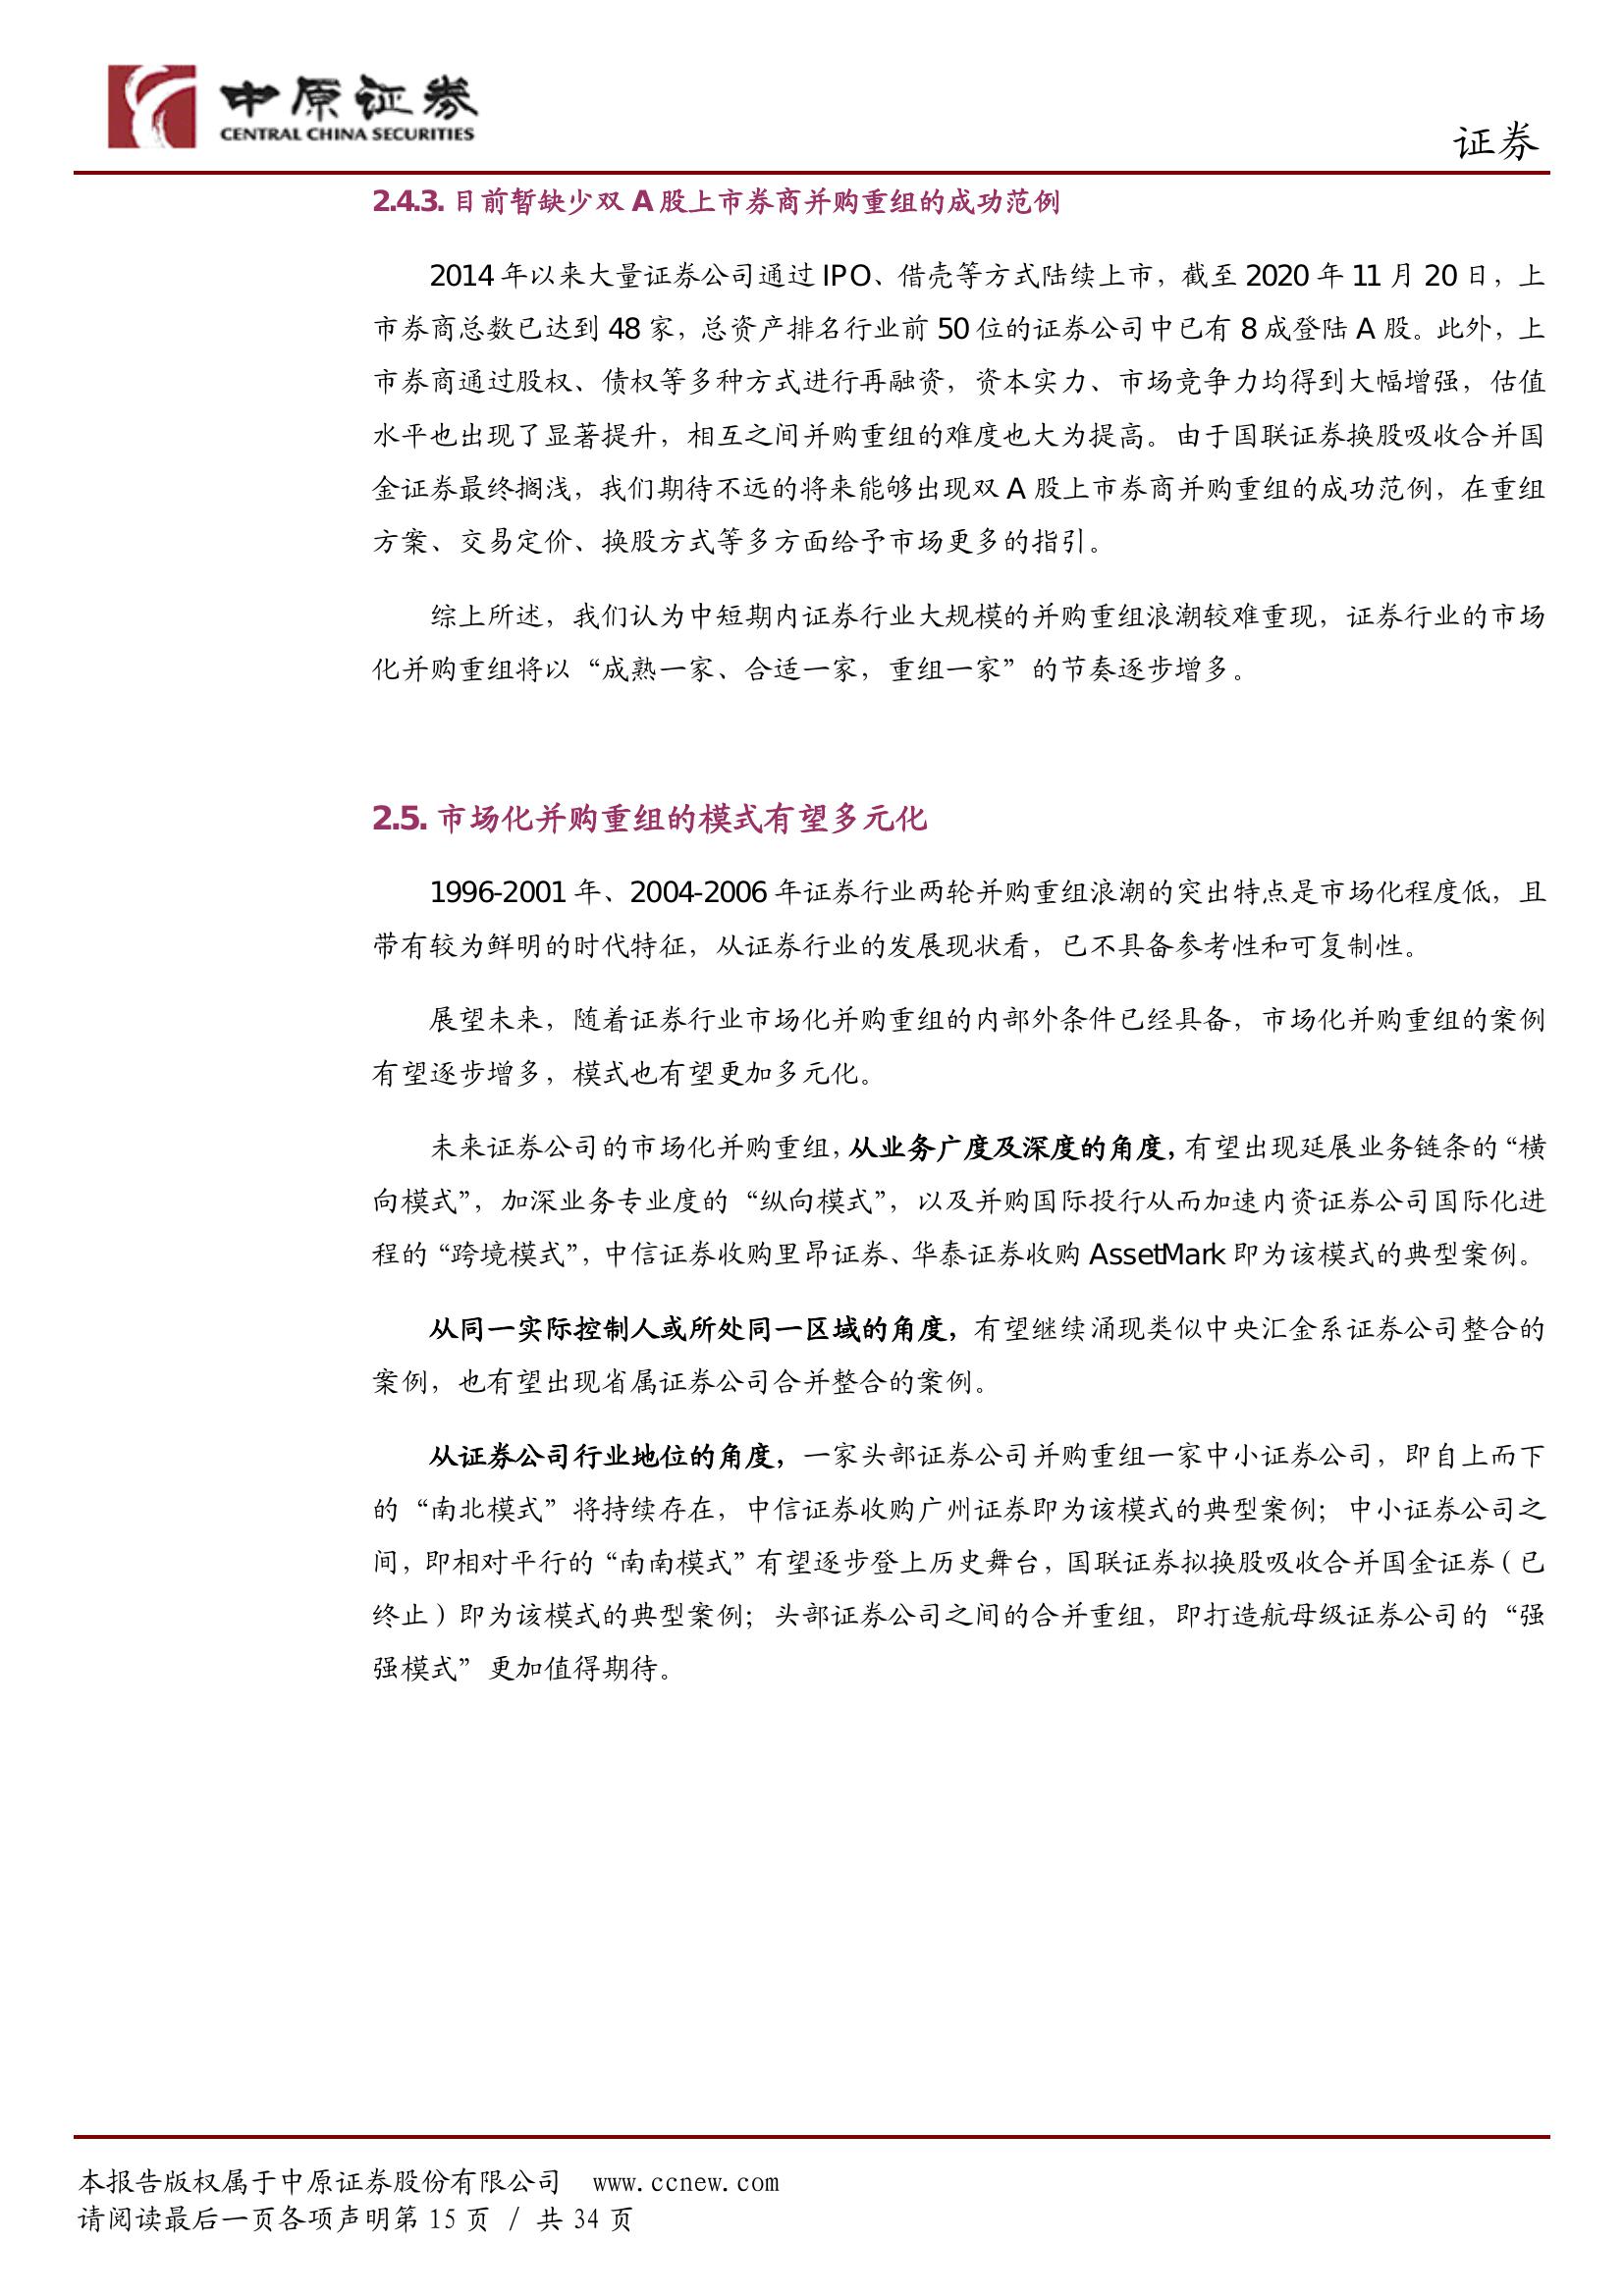 中原证券
CENTRAL CHINA SECURITIES
证券
2.4.3. 目前暂缺少双 A 股上市券商并购重组的成功范例
2014 年以来大量证券公司通过 IPO、借壳等方式陆续上市，截至 2020 年 11 月 20 日，上
市券商总数已达到 48 家，总资产排名行业前 50 位的证券公司中已有 8 成登陆 A 股。此外，上
市券商通过股权、债权等多种方式进行再融资，资本实力、市场竞争力均得到大幅增强，估值
水平也出现了显著提升，相互之间并购重组的难度也大为提高。由于国联证券换股吸收合并国
金证券最终搁浅，我们期待不远的将来能够出现双 A 股上市券商并购重组的成功范例，在重组
方案、交易定价、换股方式等多方面给予市场更多的指引。
综上所述，我们认为中短期内证券行业大规模的并购重组浪潮较难重现，证券行业的市场
化并购重组将以“成熟一家、合适一家，重组一家”的节奏逐步增多。
2.5. 市场化并购重组的模式有望多元化
1996-2001 年、2004-2006 年证券行业两轮并购重组浪潮的突出特点是市场化程度低，且
带有较为鲜明的时代特征，从证券行业的发展现状看，已不具备参考性和可复制性。
展望未来，随着证券行业市场化并购重组的内部外条件已经具备，市场化并购重组的案例
有望逐步增多，模式也有望更加多元化。
未来证券公司的市场化并购重组，从业务广度及深度的角度，有望出现延展业务链条的“横
向模式”，加深业务专业度的“纵向模式”，以及并购国际投行从而加速内资证券公司国际化进
程的“跨境模式”，中信证券收购里昂证券、华泰证券收购 AssetMark 即为该模式的典型案例。
从同一实际控制人或所处同一区域的角度，有望继续涌现类似中央汇金系证券公司整合的
案例，也有望出现省属证券公司合并整合的案例。
从证券公司行业地位的角度，一家头部证券公司并购重组一家中小证券公司，即自上而下
的“南北模式”将持续存在，中信证券收购广州证券即为该模式的典型案例；中小证券公司之
间，即相对平行的“南南模式”有望逐步登上历史舞台，国联证券拟换股吸收合并国金证券（已
终止）即为该模式的典型案例；头部证券公司之间的合并重组，即打造航母级证券公司的“强
强模式”更加值得期待。
本报告版权属于中原证券股份有限公司 www.ccnew.com
请阅读最后一页各项声明第 15 页 / 共 34 页